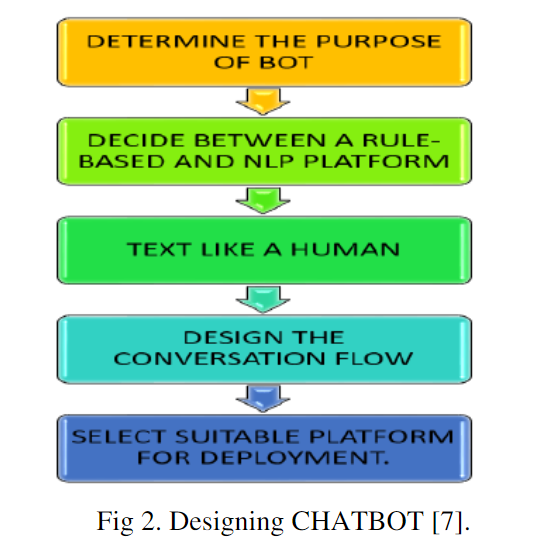 DETERMINE THE PURPOSE
OF BOT
DECIDE BETWEEN A RULE-
BASED AND NLP PLATFORM
TEXT LIKE A HUMAN
DESIGN THE
CONVERSATION FLOW
SELECT SUITABLE PLATFORM
FOR DEPLOYMENT.
Fig 2. Designing CHATBOT [7].